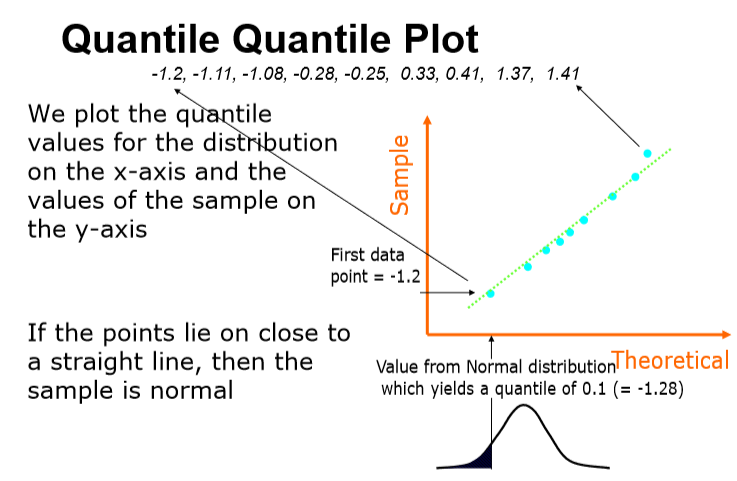 Quantile Quantile Plot
-1.2, -1.11, -1.08, -0.28, -0.25, 0.33, 0.41, 1.37, 1.41
We plot the quantile
values for the distribution
on the x-axis and the
values of the sample on
the y-axis
Sample
First data
point = -1.2
If the points lie on close to
a straight line, then the
sample is normal
Theoretical
Value from Normal distribution
which yields a quantile of 0.1 (= -1.28)